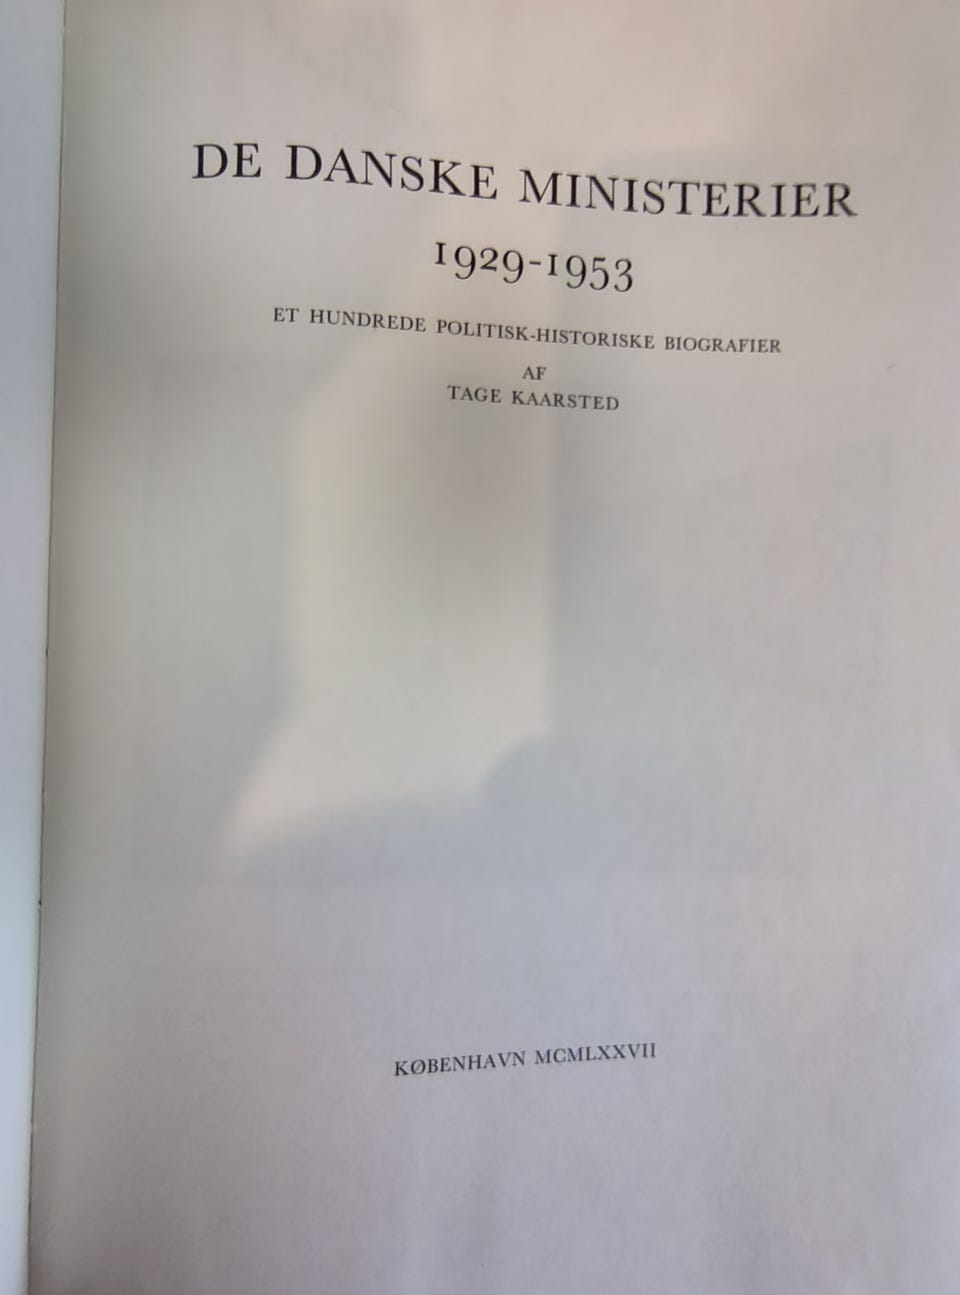 DE DANSKE MINISTERIER
1929-1953
ET HUNDREDE POLITISK-HISTORISKE BIOGRAFIER
AF
TAGE KAARSTED
KØBENHAVN MCMLXXVII